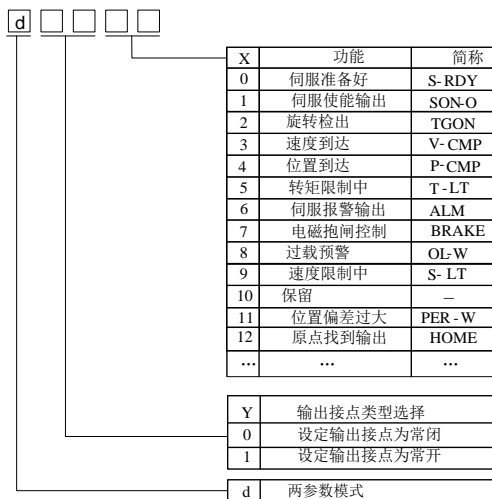 d
X 功能 简称
0 伺服准备好 S-RDY
1 伺服使能输出 SON-O
2 旋转检出 TGON
3 速度到达 V-CMP
4 位置到达 P-CMP
5 转矩限制中 T-LT
6 伺服报警输出 ALM
7 电磁抱闸控制 BRAKE
8 过载预警 OL-W
9 速度限制中 S-LT
10 保留 –
11 位置偏差过大 PER-W
12 原点找到输出 HOME
... ... ...
Y 输出接点类型选择
0 设定输出接点为常闭
1 设定输出接点为常开
d 两参数模式